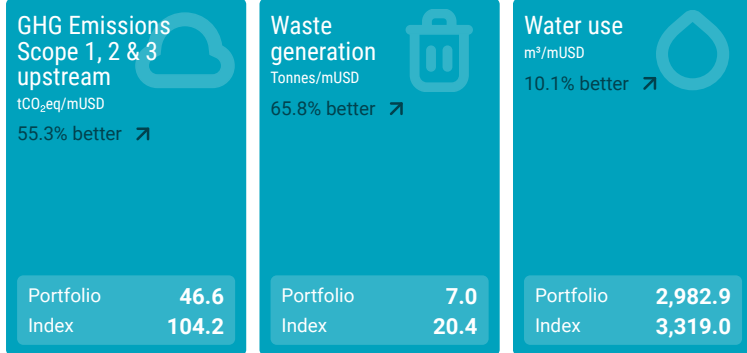 GHG Emissions
Scope 1, 2 & 3
upstream
tCO₂eq/mUSD
55.3% better
Portfolio 46.6
Index 104.2
Waste
generation
Tonnes/mUSD
65.8% better
Portfolio 7.0
Index 20.4
Water use
m³/mUSD
10.1% better
Portfolio 2,982.9
Index 3,319.0